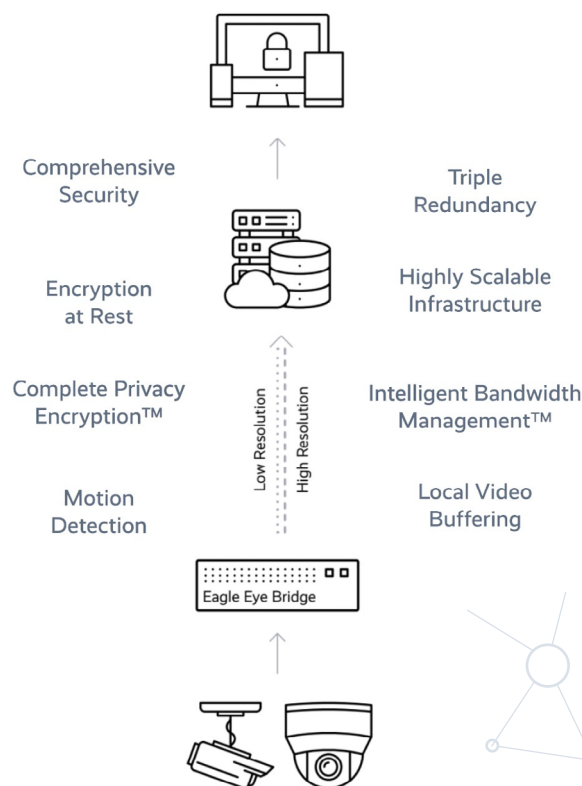 Comprehensive
Security
Triple
Redundancy
Encryption
at Rest
Highly Scalable
Infrastructure
Complete Privacy
Encryption™
Low Resolution
High Resolution
Intelligent Bandwidth
Management™
Motion
Detection
Local Video
Buffering
Eagle Eye Bridge